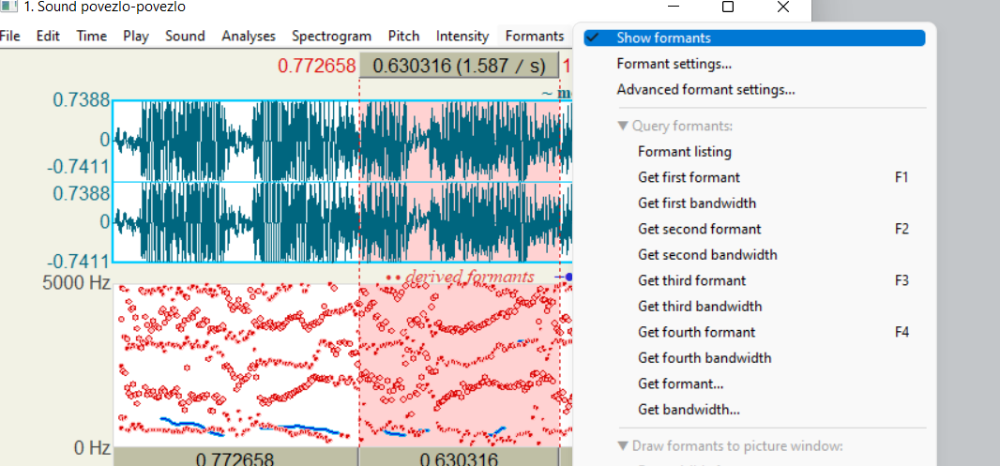 1. Sound povezlo-povezlo
File Edit Time Play Sound Analyses Spectrogram Pitch Intensity Formants
0.772658 0.630316 (1.587 / s) 1
~ m
0.7388
0
-0.7411
0.7388
0
-0.7411
5000 Hz
•• derived formants
0 Hz
0.772658 0.630316
Show formants
Formant settings...
Advanced formant settings...
▼ Query formants:
Formant listing
Get first formant F1
Get first bandwidth
Get second formant F2
Get second bandwidth
Get third formant F3
Get third bandwidth
Get fourth formant F4
Get fourth bandwidth
Get formant...
Get bandwidth...
▼ Draw formants to picture window: